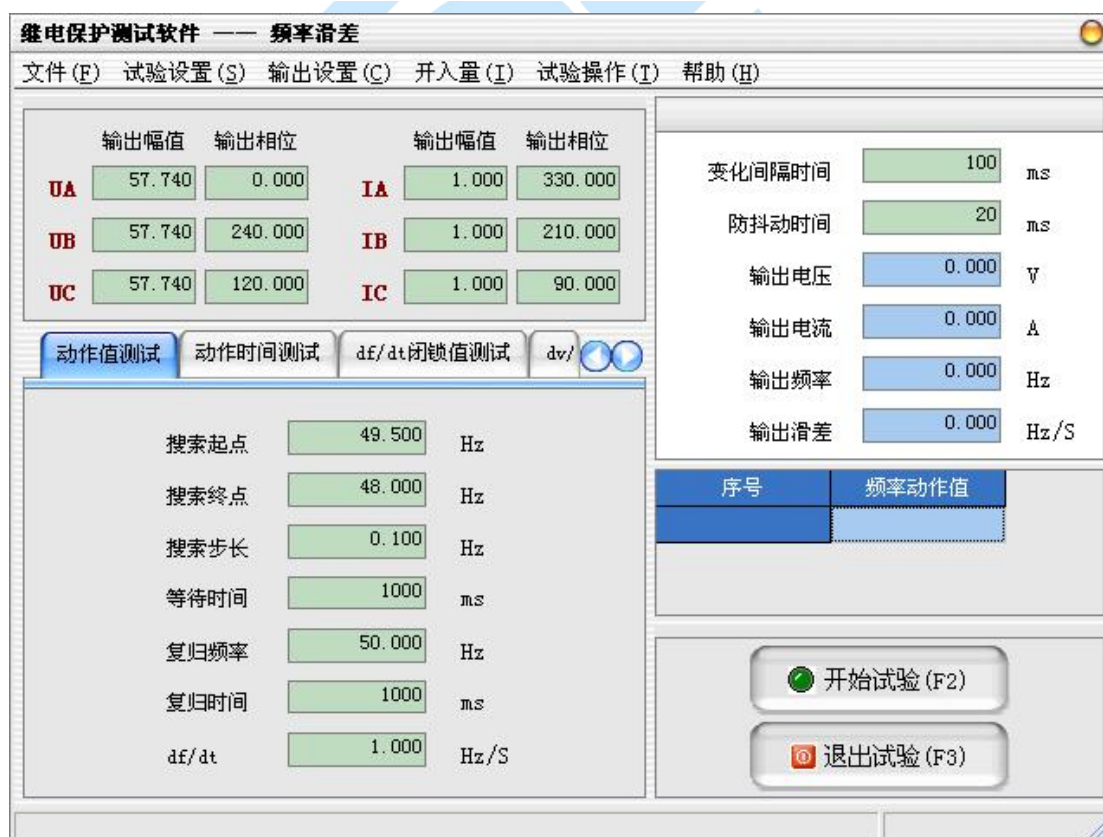 继电保护测试软件 —— 频率滑差
文件(F) 试验设置(S) 输出设置(C) 开入量(I) 试验操作(T) 帮助(H)
输出幅值 输出相位 输出幅值 输出相位
UA 57.740 0.000 IA 1.000 330.000
UB 57.740 240.000 IB 1.000 210.000
UC 57.740 120.000 IC 1.000 90.000
动作值测试 动作时间测试 df/dt闭锁值测试 dv/
搜索起点 49.500 Hz
搜索终点 48.000 Hz
搜索步长 0.100 Hz
等待时间 1000 ms
复归频率 50.000 Hz
复归时间 1000 ms
df/dt 1.000 Hz/S
变化间隔时间 100 ms
防抖动时间 20 ms
输出电压 0.000 V
输出电流 0.000 A
输出频率 0.000 Hz
输出滑差 0.000 Hz/S
序号 频率动作值
开始试验(F2)
退出试验(F3)